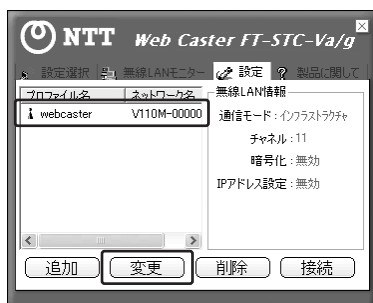 NTT Web Caster FT-STC-Va/g
設定選択 無線LANモニター 設定 製品に関して
プロファイル名 ネットワーク名
webcaster V110M-00000
無線LAN情報
通信モード：インフラストラクチャ
チャネル：11
暗号化：無効
IPアドレス設定：無効
追加 変更 削除 接続